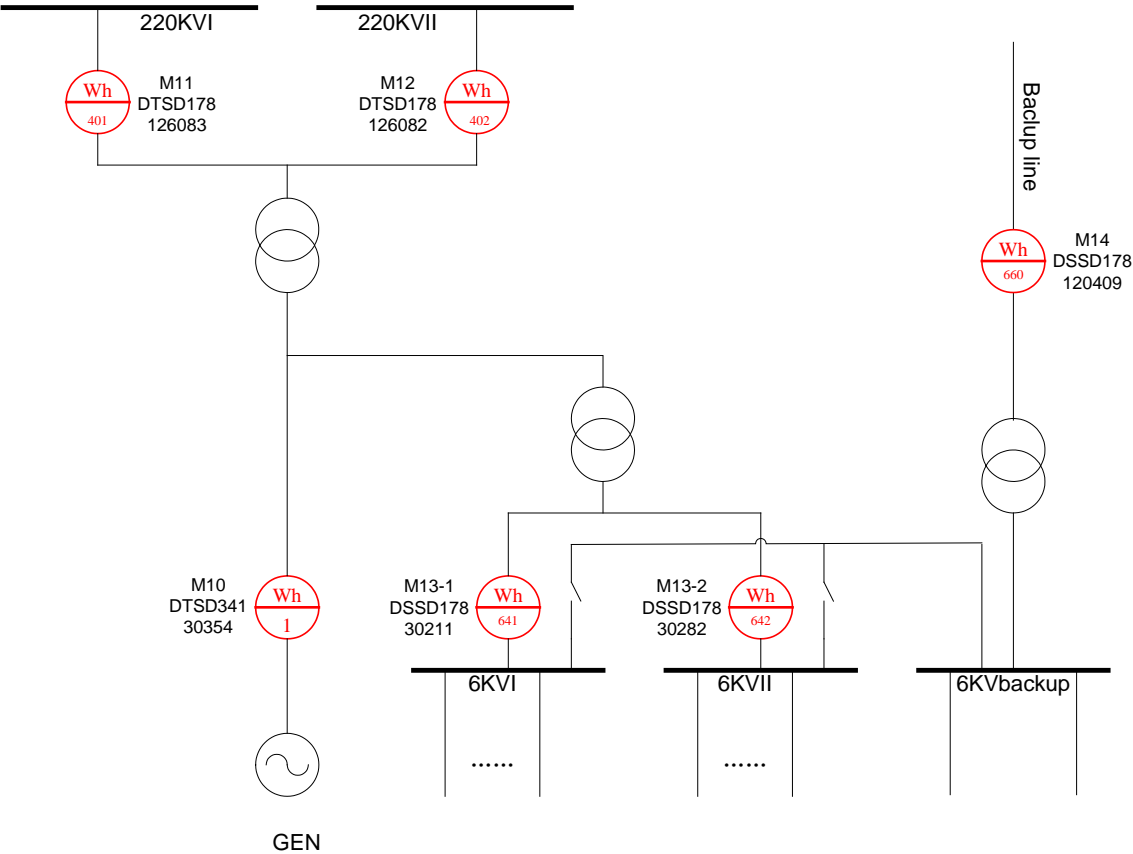 220KVI
220KVII
Wh
401
M11
DTSD178
126083
M12
DTSD178
126082
Wh
402
Baclup line
Wh
660
M14
DSSD178
120409
M10
DTSD341
30354
Wh
1
M13-1
DSSD178
30211
Wh
641
M13-2
DSSD178
30282
Wh
642
6KVI
6KVII
6KVbackup
......
......
GEN